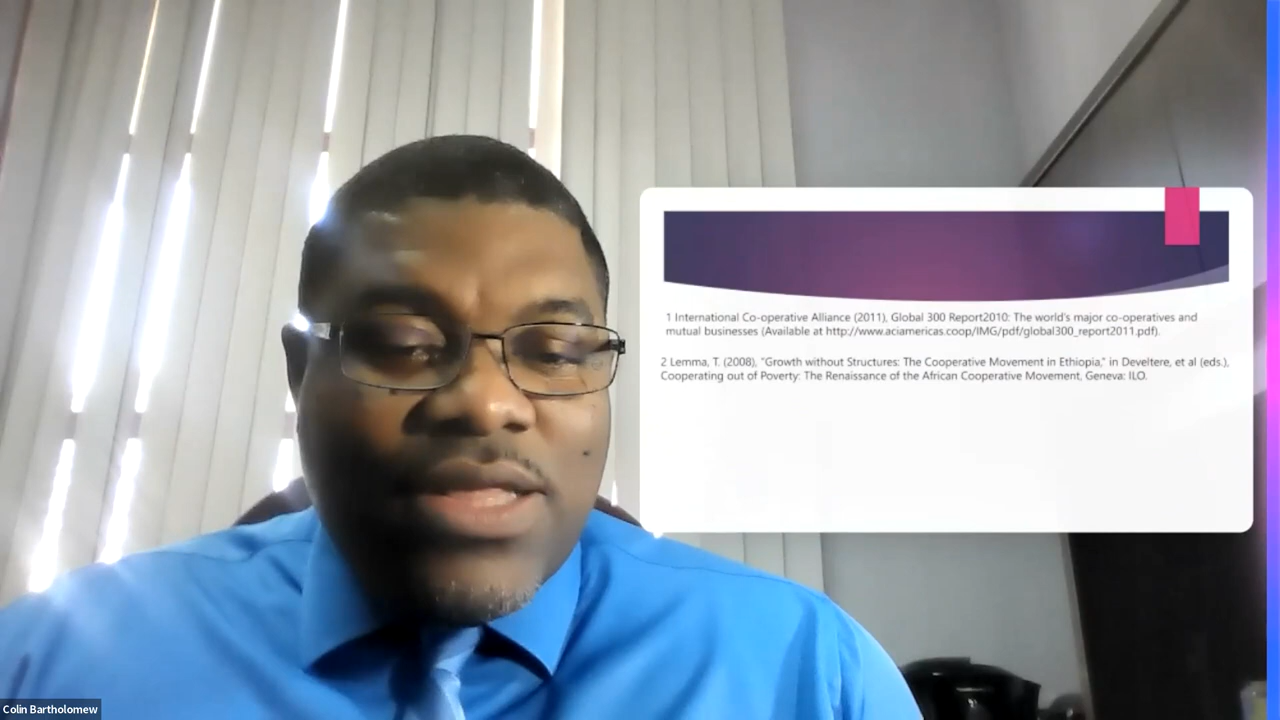 1 International Co-operative Alliance (2011), Global 300 Report2010: The world's major co-operatives and
mutual businesses (Available at http://www.aciamericas.coop/IMG/pdf/global300_report2011.pdf).
2 Lemma, T. (2008), "Growth without Structures: The Cooperative Movement in Ethiopia," in Develtere, et al (eds.),
Cooperating out of Poverty: The Renaissance of the African Cooperative Movement, Geneva: ILO.
Colin Bartholomew